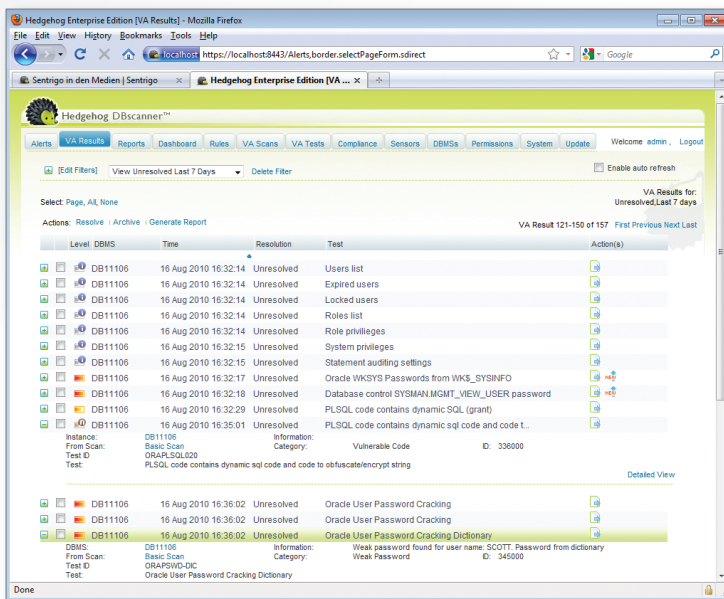 Hedgehog Enterprise Edition [VA Results] - Mozilla Firefox
File Edit View History Bookmarks Tools Help
localhost https://localhost:8443/Alerts,border.selectPageForm.sdirect
Google
Sentrigo in den Medien | Sentrigo
Hedgehog Enterprise Edition [VA ...
Hedgehog DBscanner™
Alerts VA Results Reports Dashboard Rules VA Scans VA Tests Compliance Sensors DBMSs Permissions System Update Welcome admin , Logout
[Edit Filters] View Unresolved Last 7 Days Delete Filter Enable auto refresh
VA Results for:
Unresolved,Last 7 days
Select: Page, All, None
Actions: Resolve | Archive | Generate Report VA Result 121-150 of 157 First Previous Next Last
Level DBMS Time Resolution Test Action(s)
DB11106 16 Aug 2010 16:32:14 Unresolved Users list
DB11106 16 Aug 2010 16:32:14 Unresolved Expired users
DB11106 16 Aug 2010 16:32:14 Unresolved Locked users
DB11106 16 Aug 2010 16:32:14 Unresolved Roles list
DB11106 16 Aug 2010 16:32:14 Unresolved Role privilieges
DB11106 16 Aug 2010 16:32:15 Unresolved System privileges
DB11106 16 Aug 2010 16:32:15 Unresolved Statement auditing settings
DB11106 16 Aug 2010 16:32:17 Unresolved Oracle WKSYS Passwords from WK$_SYSINFO
DB11106 16 Aug 2010 16:32:18 Unresolved Database control SYSMAN.MGMT_VIEW_USER password
DB11106 16 Aug 2010 16:32:29 Unresolved PLSQL code contains dynamic SQL (grant)
DB11106 16 Aug 2010 16:35:01 Unresolved PLSQL code contains dynamic sql code and code t...
Instance: DB11106 Information:
From Scan: Basic Scan Category: Vulnerable Code ID: 336000
Test ID ORAPLSQL020
Test: PLSQL code contains dynamic sql code and code to obfuscate/encrypt string
Detailed View
DB11106 16 Aug 2010 16:36:02 Unresolved Oracle User Password Cracking
DB11106 16 Aug 2010 16:36:02 Unresolved Oracle User Password Cracking
DB11106 16 Aug 2010 16:36:02 Unresolved Oracle User Password Cracking Dictionary
DBMS: DB11106 Information: Weak password found for user name: SCOTT. Password from dictionary
From Scan: Basic Scan Category: Weak Password ID: 345000
Test ID ORAPSWD-DIC
Test: Oracle User Password Cracking Dictionary
Done